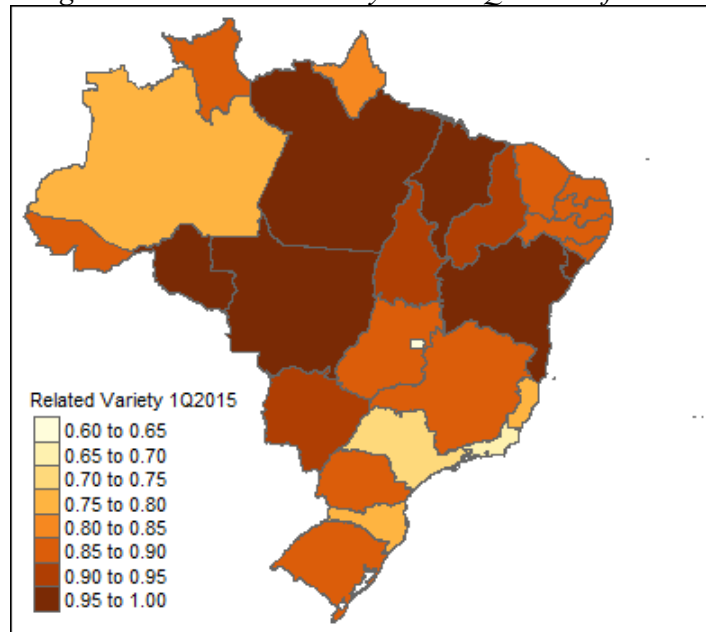 Related Variety 1Q2015
0.60 to 0.65
0.65 to 0.70
0.70 to 0.75
0.75 to 0.80
0.80 to 0.85
0.85 to 0.90
0.90 to 0.95
0.95 to 1.00